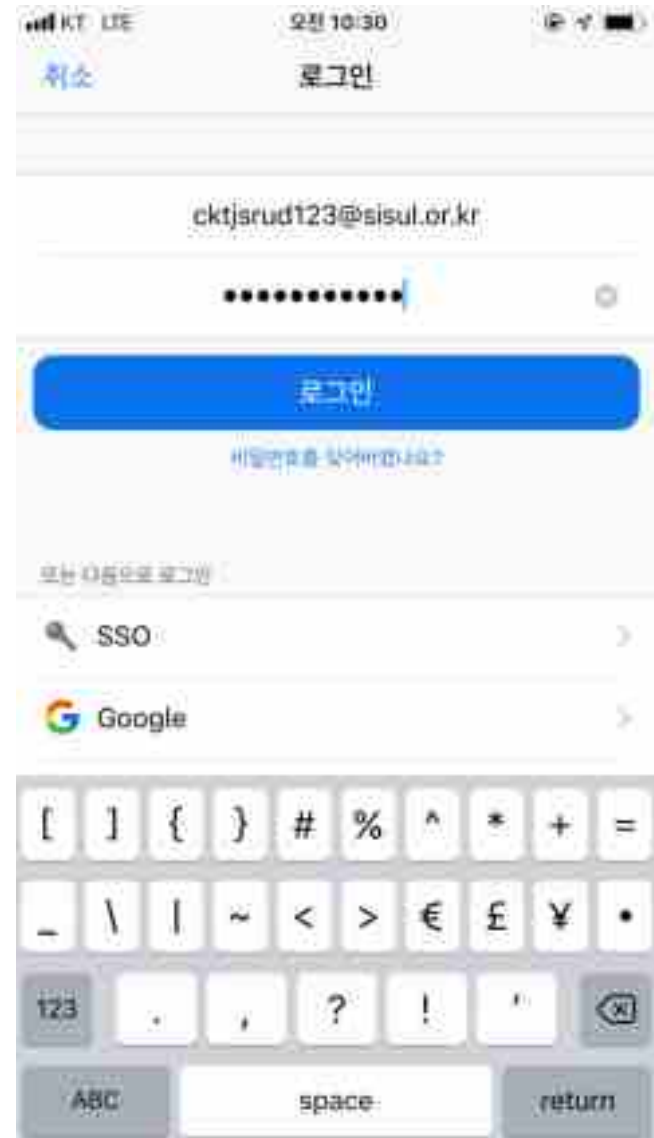 KT LTE 오전 10:30
취소 로그인
cktjsrud123@sisul.or.kr
•••••••••••
로그인
비밀번호를 잊어버렸나요?
또는 다음으로 로그인
SSO
Google
[ ] { } # % ^ * + =
_ \ | ~ < > € £ ¥ •
123 . , ? ! '
ABC space return